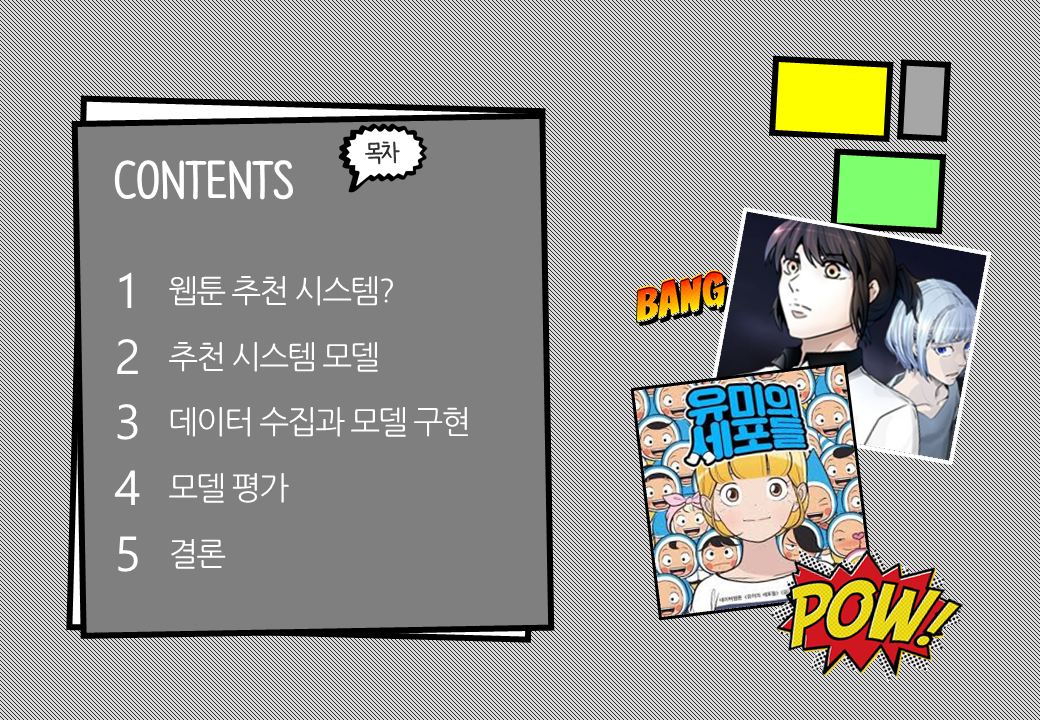 목차
CONTENTS
1 웹툰 추천 시스템?
2 추천 시스템 모델
3 데이터 수집과 모델 구현
4 모델 평가
5 결론
BANG
유미의
세포들
POW!!